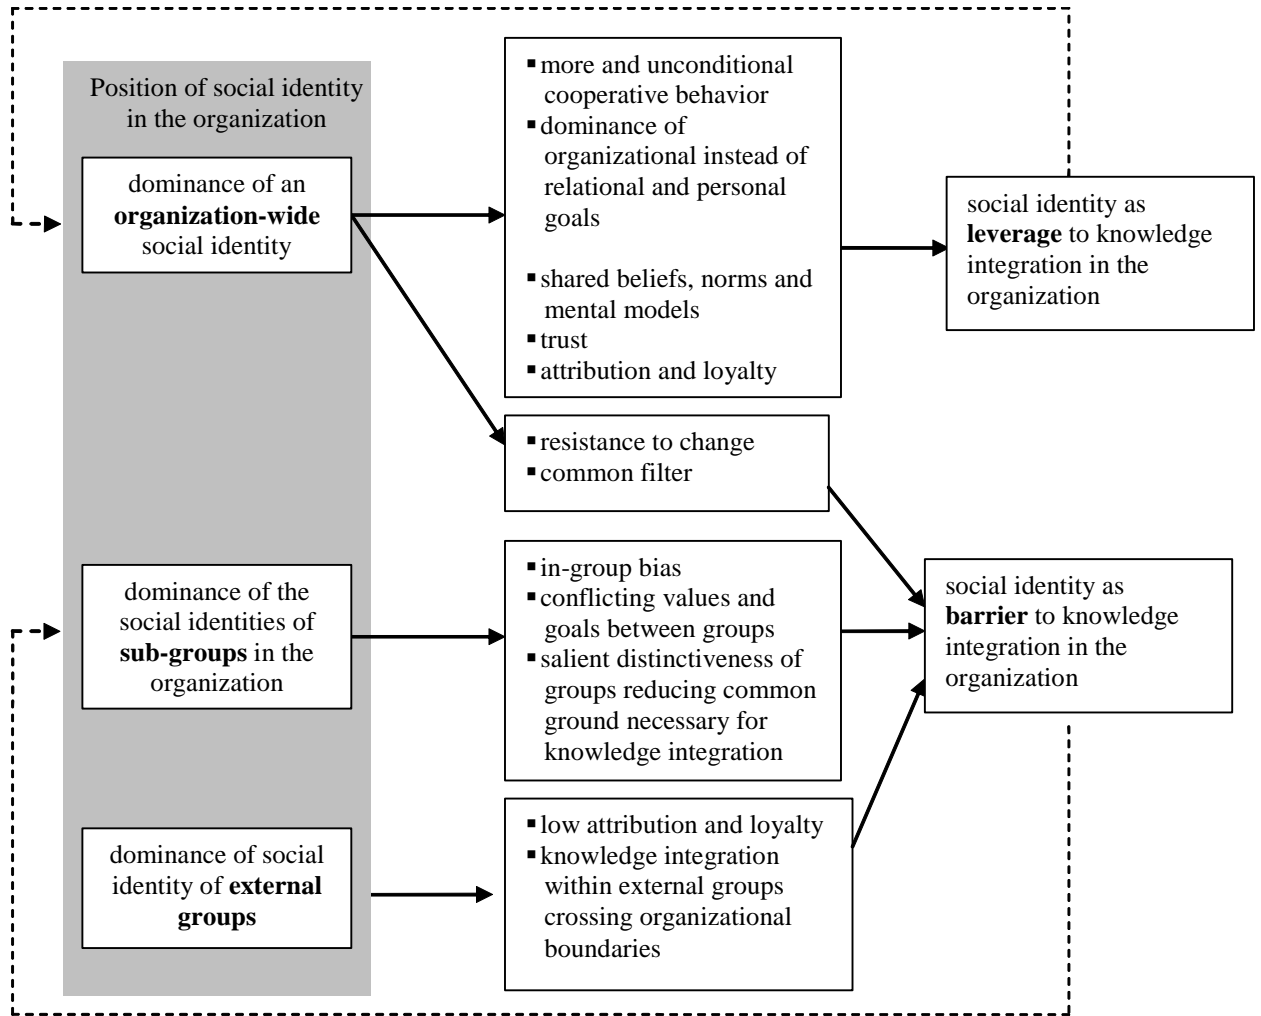 Position of social identity
in the organization
dominance of an
organization-wide
social identity
dominance of the
social identities of
sub-groups in the
organization
dominance of social
identity of external
groups
▪ more and unconditional
cooperative behavior
▪ dominance of
organizational instead of
relational and personal
goals
▪ shared beliefs, norms and
mental models
▪ trust
▪ attribution and loyalty
▪ resistance to change
▪ common filter
▪ in-group bias
▪ conflicting values and
goals between groups
▪ salient distinctiveness of
groups reducing common
ground necessary for
knowledge integration
▪ low attribution and loyalty
▪ knowledge integration
within external groups
crossing organizational
boundaries
social identity as
leverage to knowledge
integration in the
organization
social identity as
barrier to knowledge
integration in the
organization